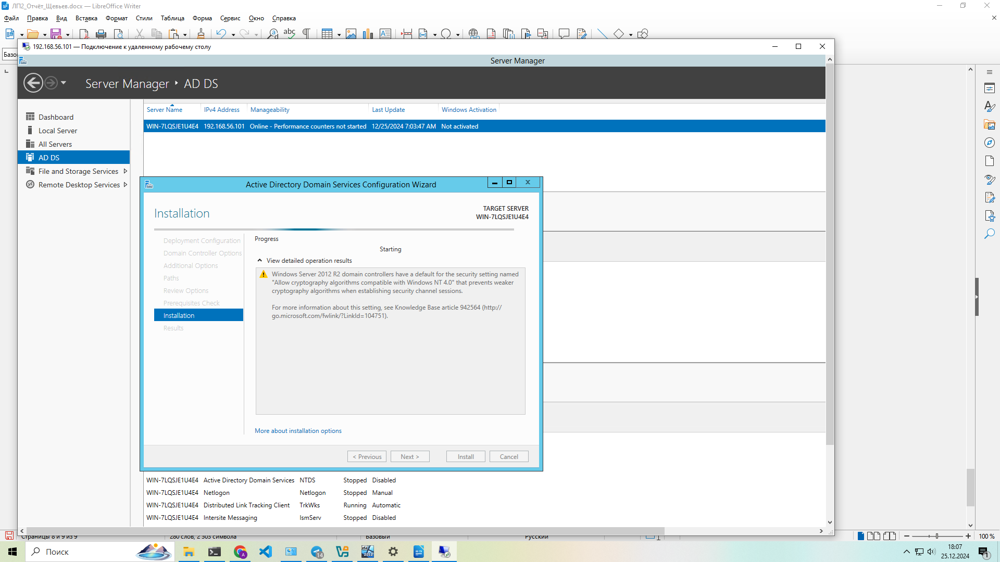 ЛП2_Отчёт_Щевьев.docx — LibreOffice Writer
Файл Правка Вид Вставка Формат Стили Таблица Форма Сервис Окно Справка
192.168.56.101 — Подключение к удаленному рабочему столу
Server Manager
Server Manager AD DS
Dashboard
Local Server
All Servers
AD DS
File and Storage Services
Remote Desktop Services
Server Name IPv4 Address Manageability Last Update Windows Activation
WIN-7LQSJE1U4E4 192.168.56.101 Online - Performance counters not started 12/25/2024 7:03:47 AM Not activated
Active Directory Domain Services Configuration Wizard
Installation
TARGET SERVER
WIN-7LQSJE1U4E4
Deployment Configuration
Domain Controller Options
Additional Options
Paths
Review Options
Prerequisites Check
Installation
Results
Progress
Starting
View detailed operation results
Windows Server 2012 R2 domain controllers have a default for the security setting named
"Allow cryptography algorithms compatible with Windows NT 4.0" that prevents weaker
cryptography algorithms when establishing security channel sessions.
For more information about this setting, see Knowledge Base article 942564 (http://
go.microsoft.com/fwlink/?LinkId=104751).
More about installation options
< Previous Next > Install Cancel
WIN-7LQSJE1U4E4 Active Directory Domain Services NTDS Stopped Disabled
WIN-7LQSJE1U4E4 Netlogon Netlogon Stopped Manual
WIN-7LQSJE1U4E4 Distributed Link Tracking Client TrkWks Running Automatic
WIN-7LQSJE1U4E4 Intersite Messaging IsmServ Stopped Disabled
Страницы 8 и 9 из 9 280 слов, 2 303 символа Базовый Русский 100 %
Поиск
14
x64
2012
18:07
25.12.2024
1